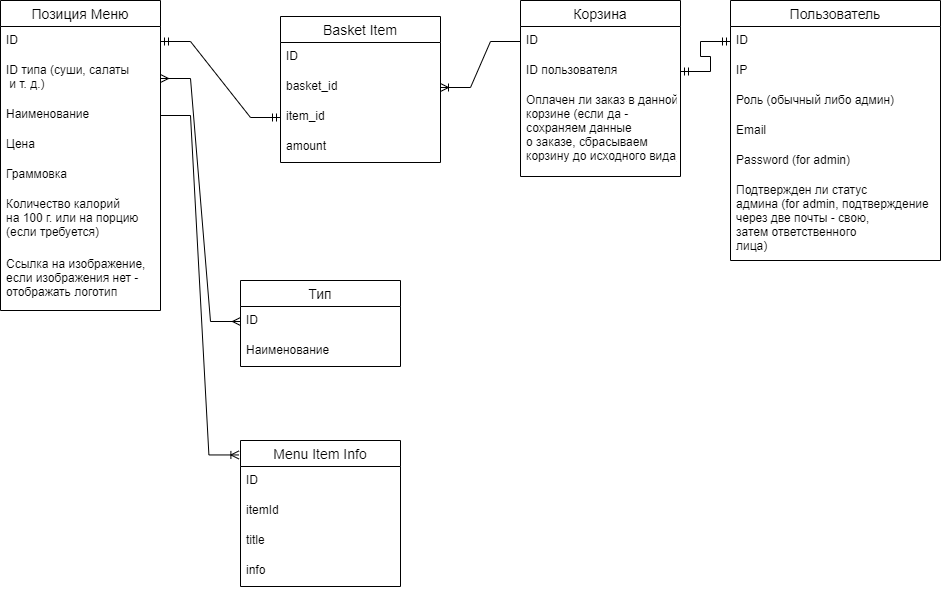 Позиция Меню
ID
ID типа (суши, салаты
и т. д.)
Наименование
Цена
Граммовка
Количество калорий
на 100 г. или на порцию
(если требуется)
Ссылка на изображение,
если изображения нет -
отображать логотип
Basket Item
ID
basket_id
item_id
amount
Корзина
ID
ID пользователя
Оплачен ли заказ в данной
корзине (если да -
сохраняем данные
о заказе, сбрасываем
корзину до исходного вида
Пользователь
ID
IP
Роль (обычный либо админ)
Email
Password (for admin)
Подтвержден ли статус
админа (for admin, подтверждение
через две почты - свою,
затем ответственного
лица)
Тип
ID
Наименование
Menu Item Info
ID
itemId
title
info